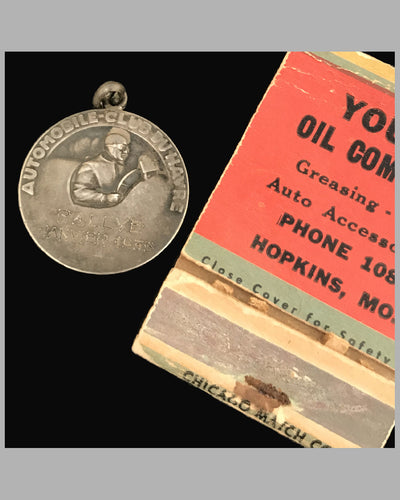 AUTOMOBILE-CLUB DU HAVRE
RALLYE
YOU
OIL COM
Greasing -
Auto Accesso
PHONE 108
HOPKINS, MO.
Close Cover for Safety
CHICAGO MATCH CO